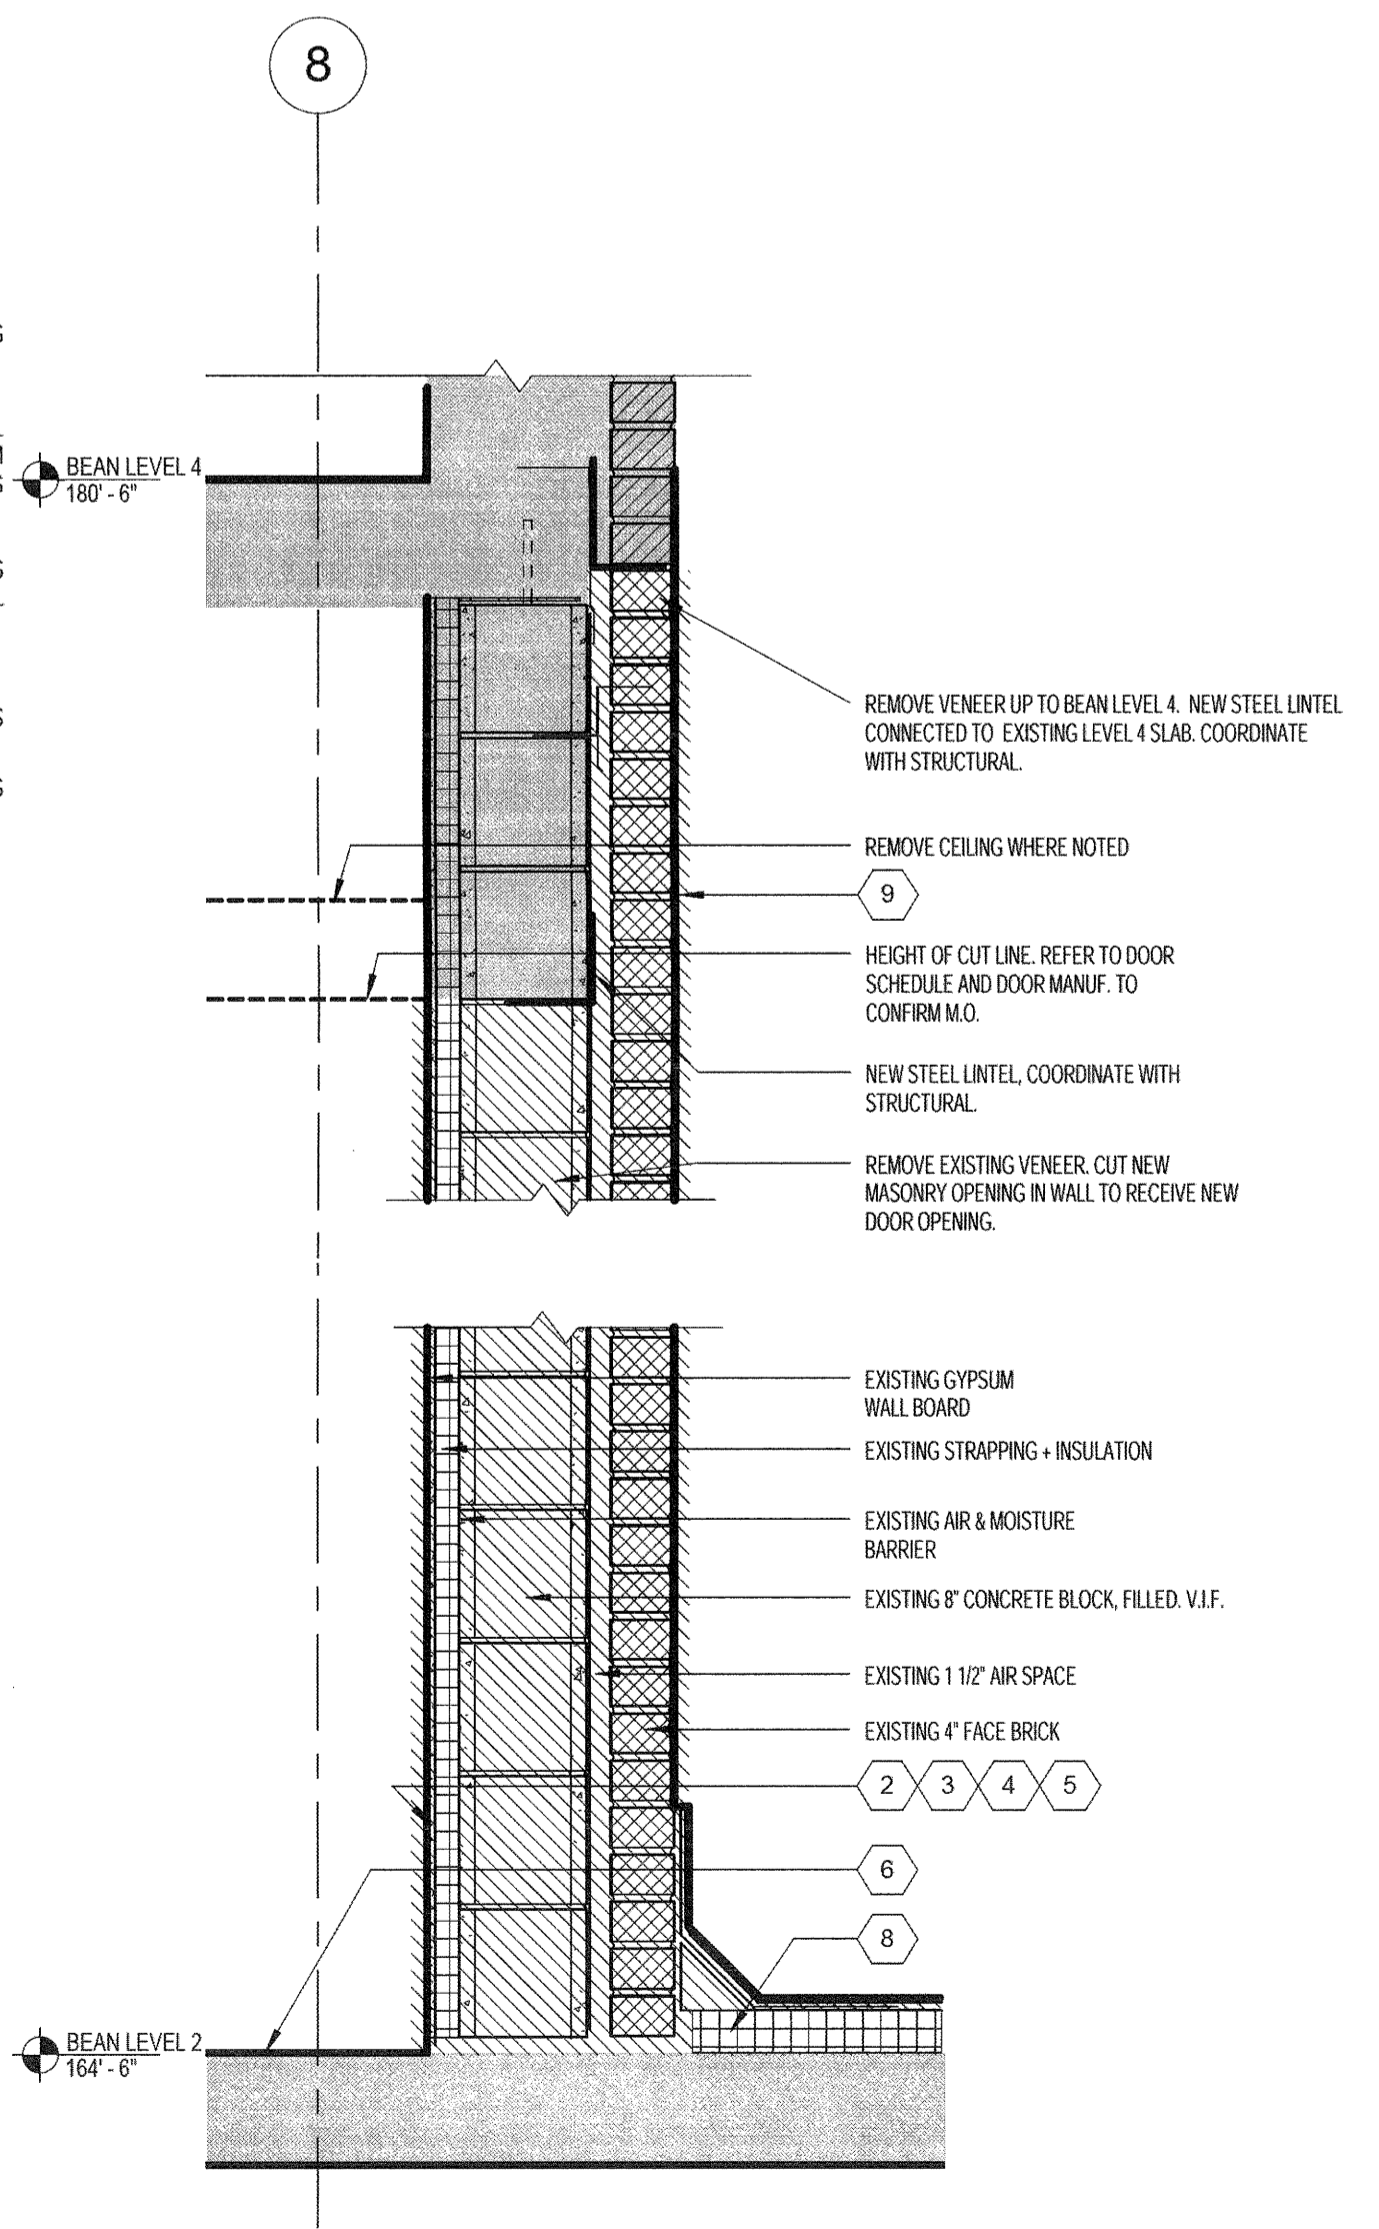 8
BEAN LEVEL 4
180' - 6"
REMOVE VENEER UP TO BEAN LEVEL 4. NEW STEEL LINTEL
CONNECTED TO EXISTING LEVEL 4 SLAB. COORDINATE
WITH STRUCTURAL.
REMOVE CEILING WHERE NOTED
9
HEIGHT OF CUT LINE. REFER TO DOOR
SCHEDULE AND DOOR MANUF. TO
CONFIRM M.O.
NEW STEEL LINTEL, COORDINATE WITH
STRUCTURAL.
REMOVE EXISTING VENEER. CUT NEW
MASONRY OPENING IN WALL TO RECEIVE NEW
DOOR OPENING.
EXISTING GYPSUM
WALL BOARD
EXISTING STRAPPING + INSULATION
EXISTING AIR & MOISTURE
BARRIER
EXISTING 8" CONCRETE BLOCK, FILLED. V.I.F.
EXISTING 1 1/2" AIR SPACE
EXISTING 4" FACE BRICK
2 3 4 5
6
8
BEAN LEVEL 2
164' - 6"